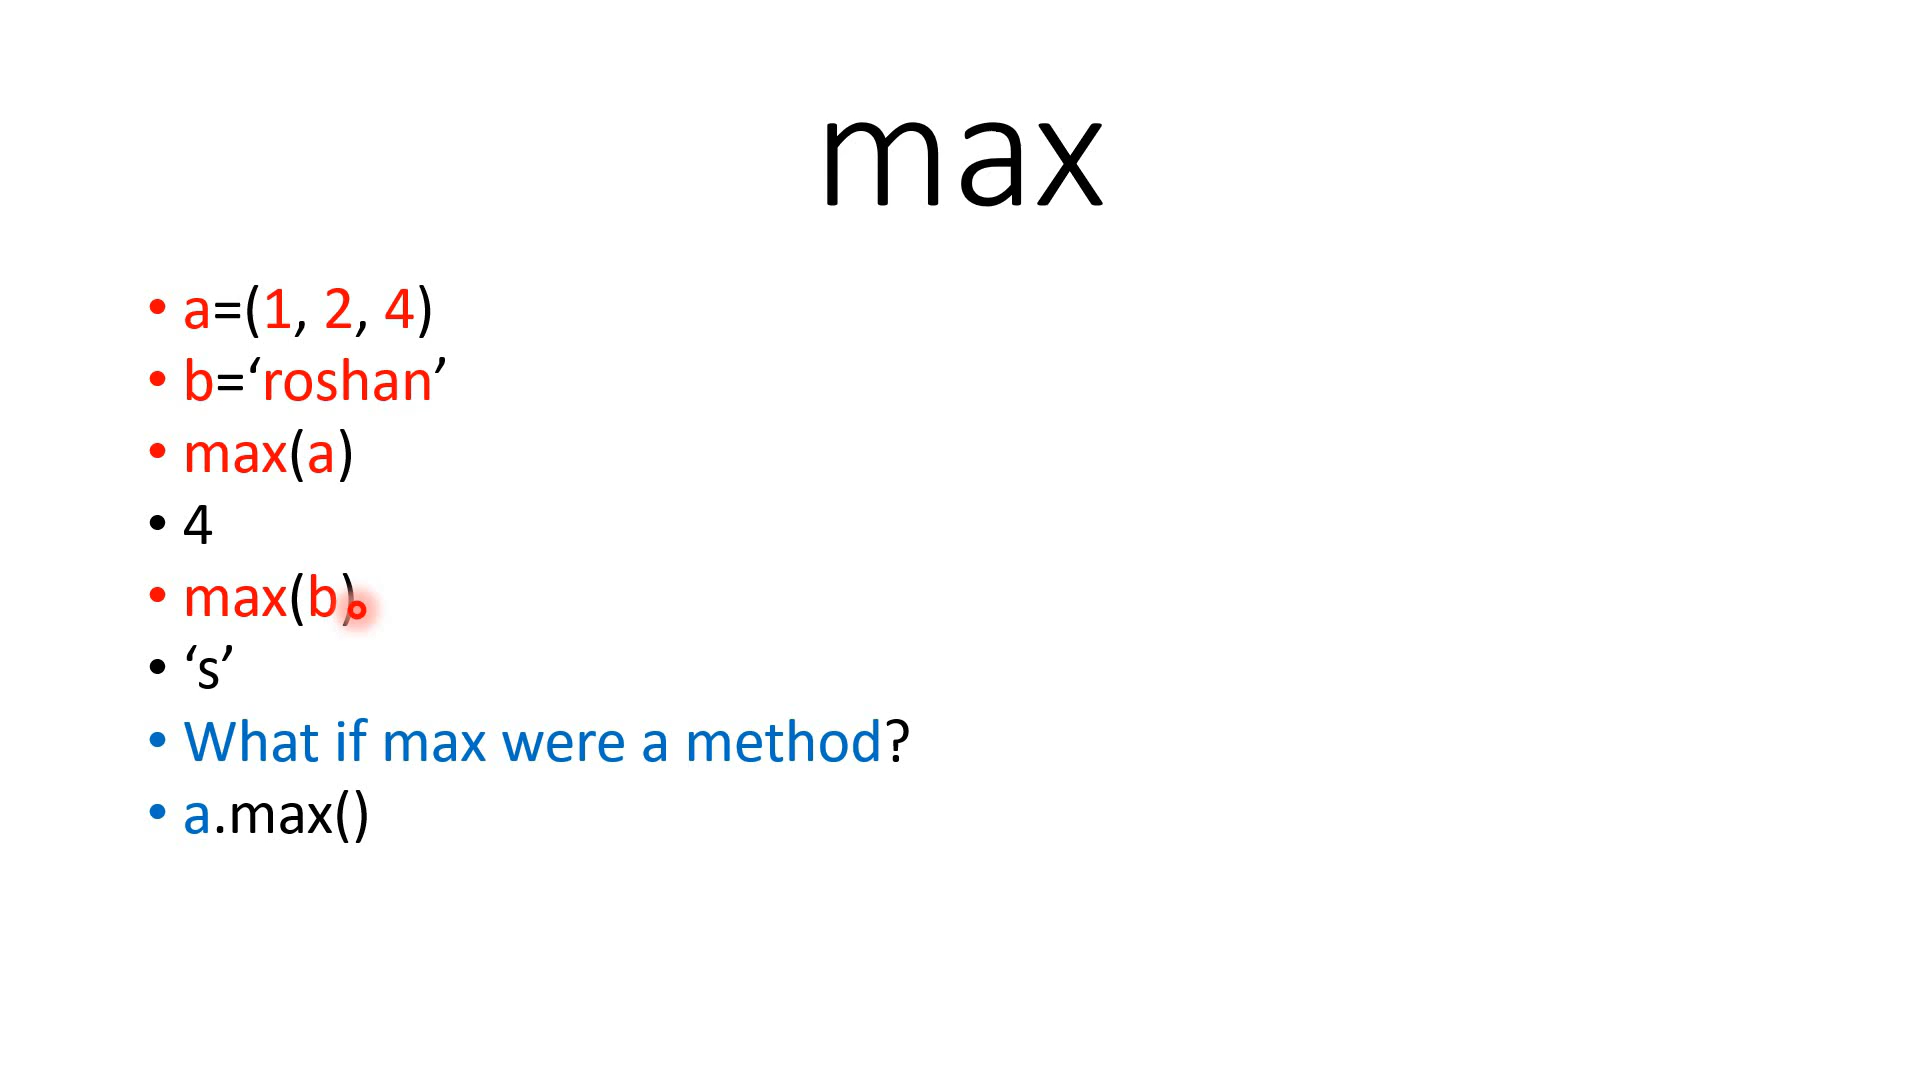 max
• a=(1, 2, 4)
• b=‘roshan’
• max(a)
• 4
• max(b)
• ‘s’
• What if max were a method?
• a.max()